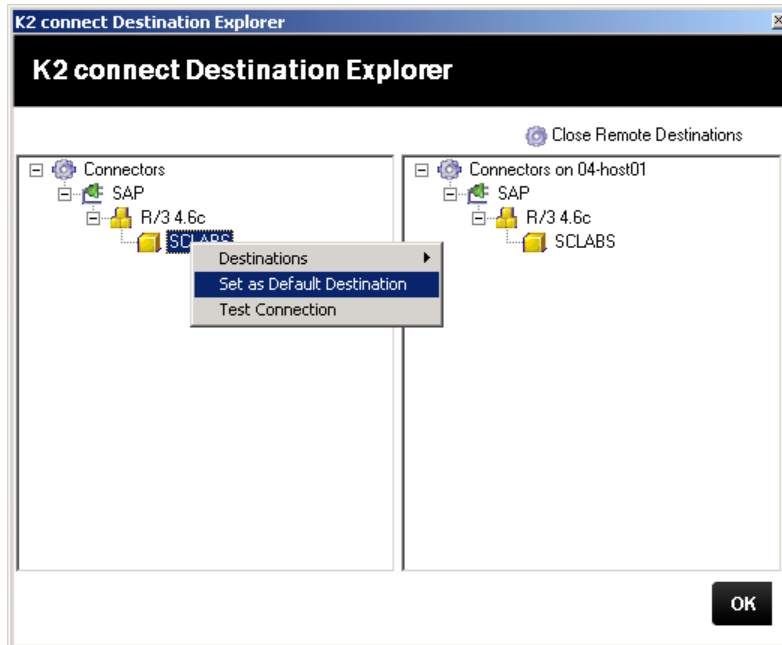 K2 connect Destination Explorer
K2 connect Destination Explorer
Close Remote Destinations
Connectors
SAP
R/3 4.6c
SCLABS
Destinations
Set as Default Destination
Test Connection
Connectors on 04-host01
SAP
R/3 4.6c
SCLABS
OK